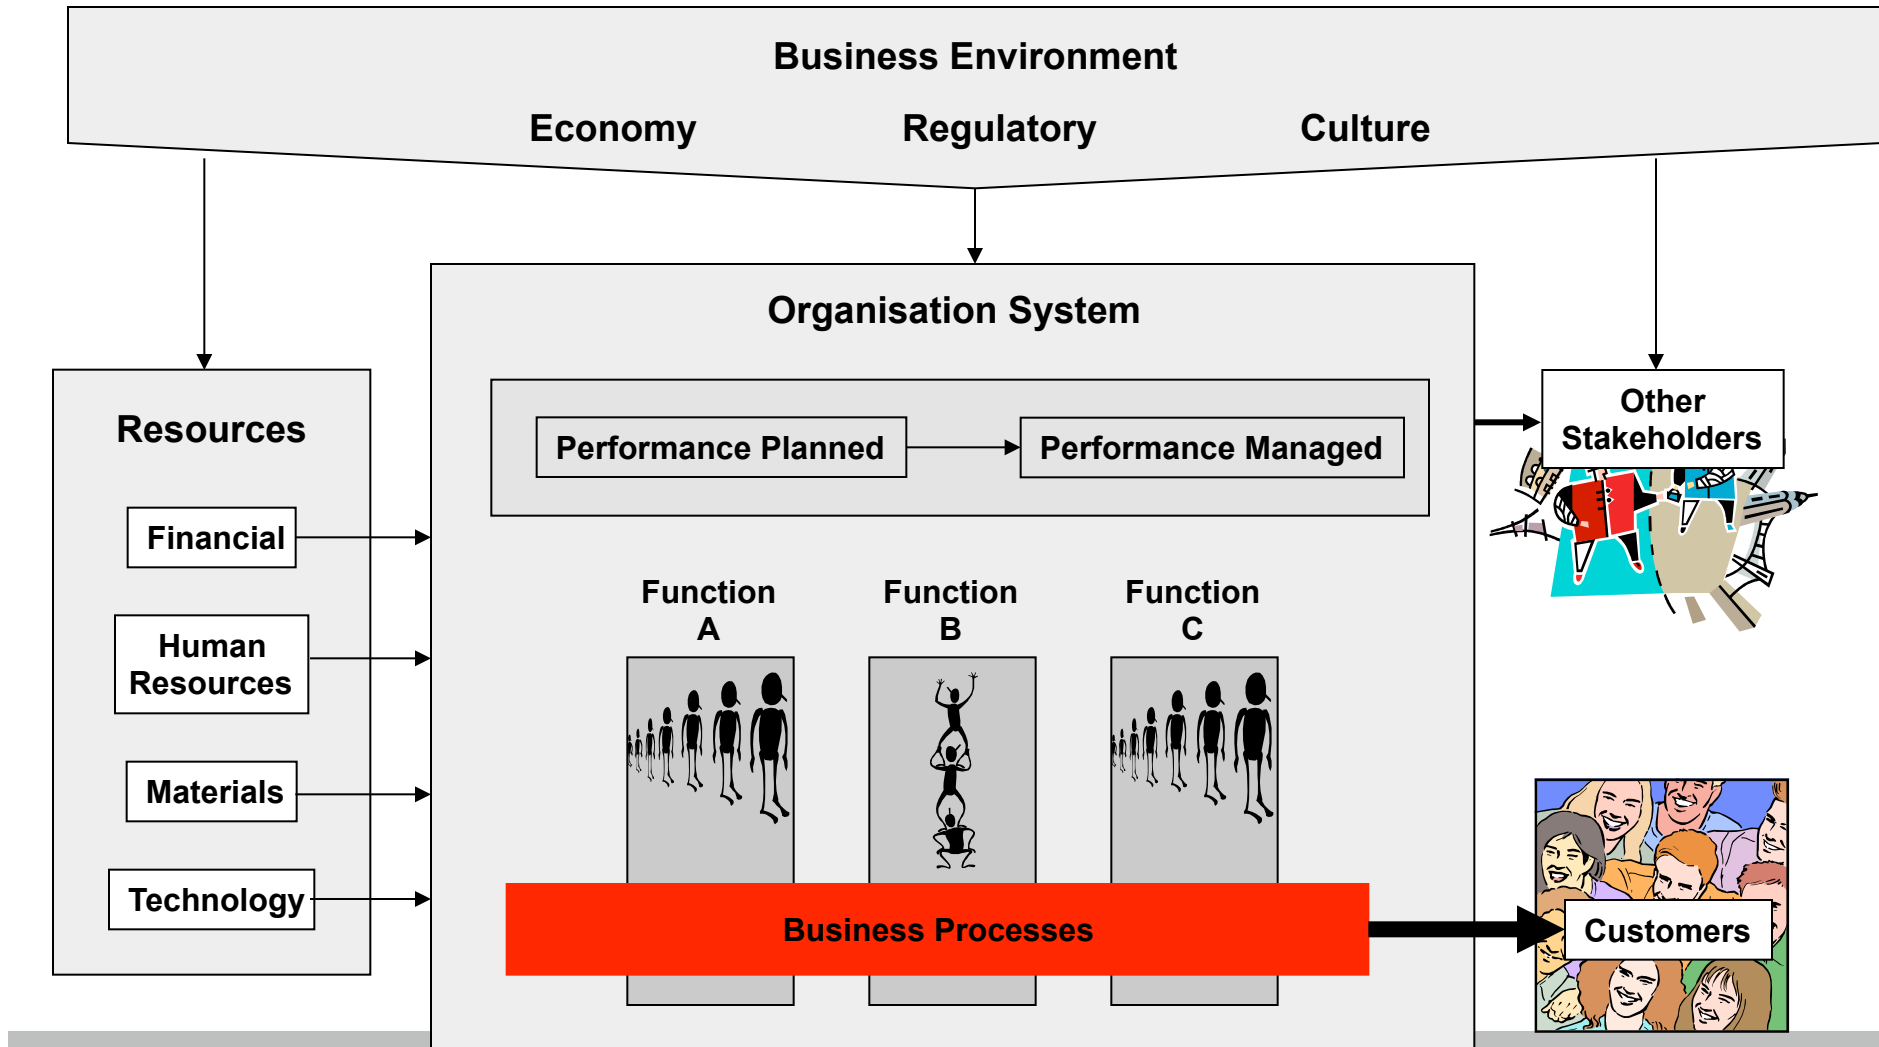 Business Environment
Economy Regulatory Culture
Organisation System
Resources
Performance Planned
Performance Managed
Other
Stakeholders
Financial
Human
Resources
Materials
Technology
Function
A
Function
B
Function
C
Business Processes
Customers